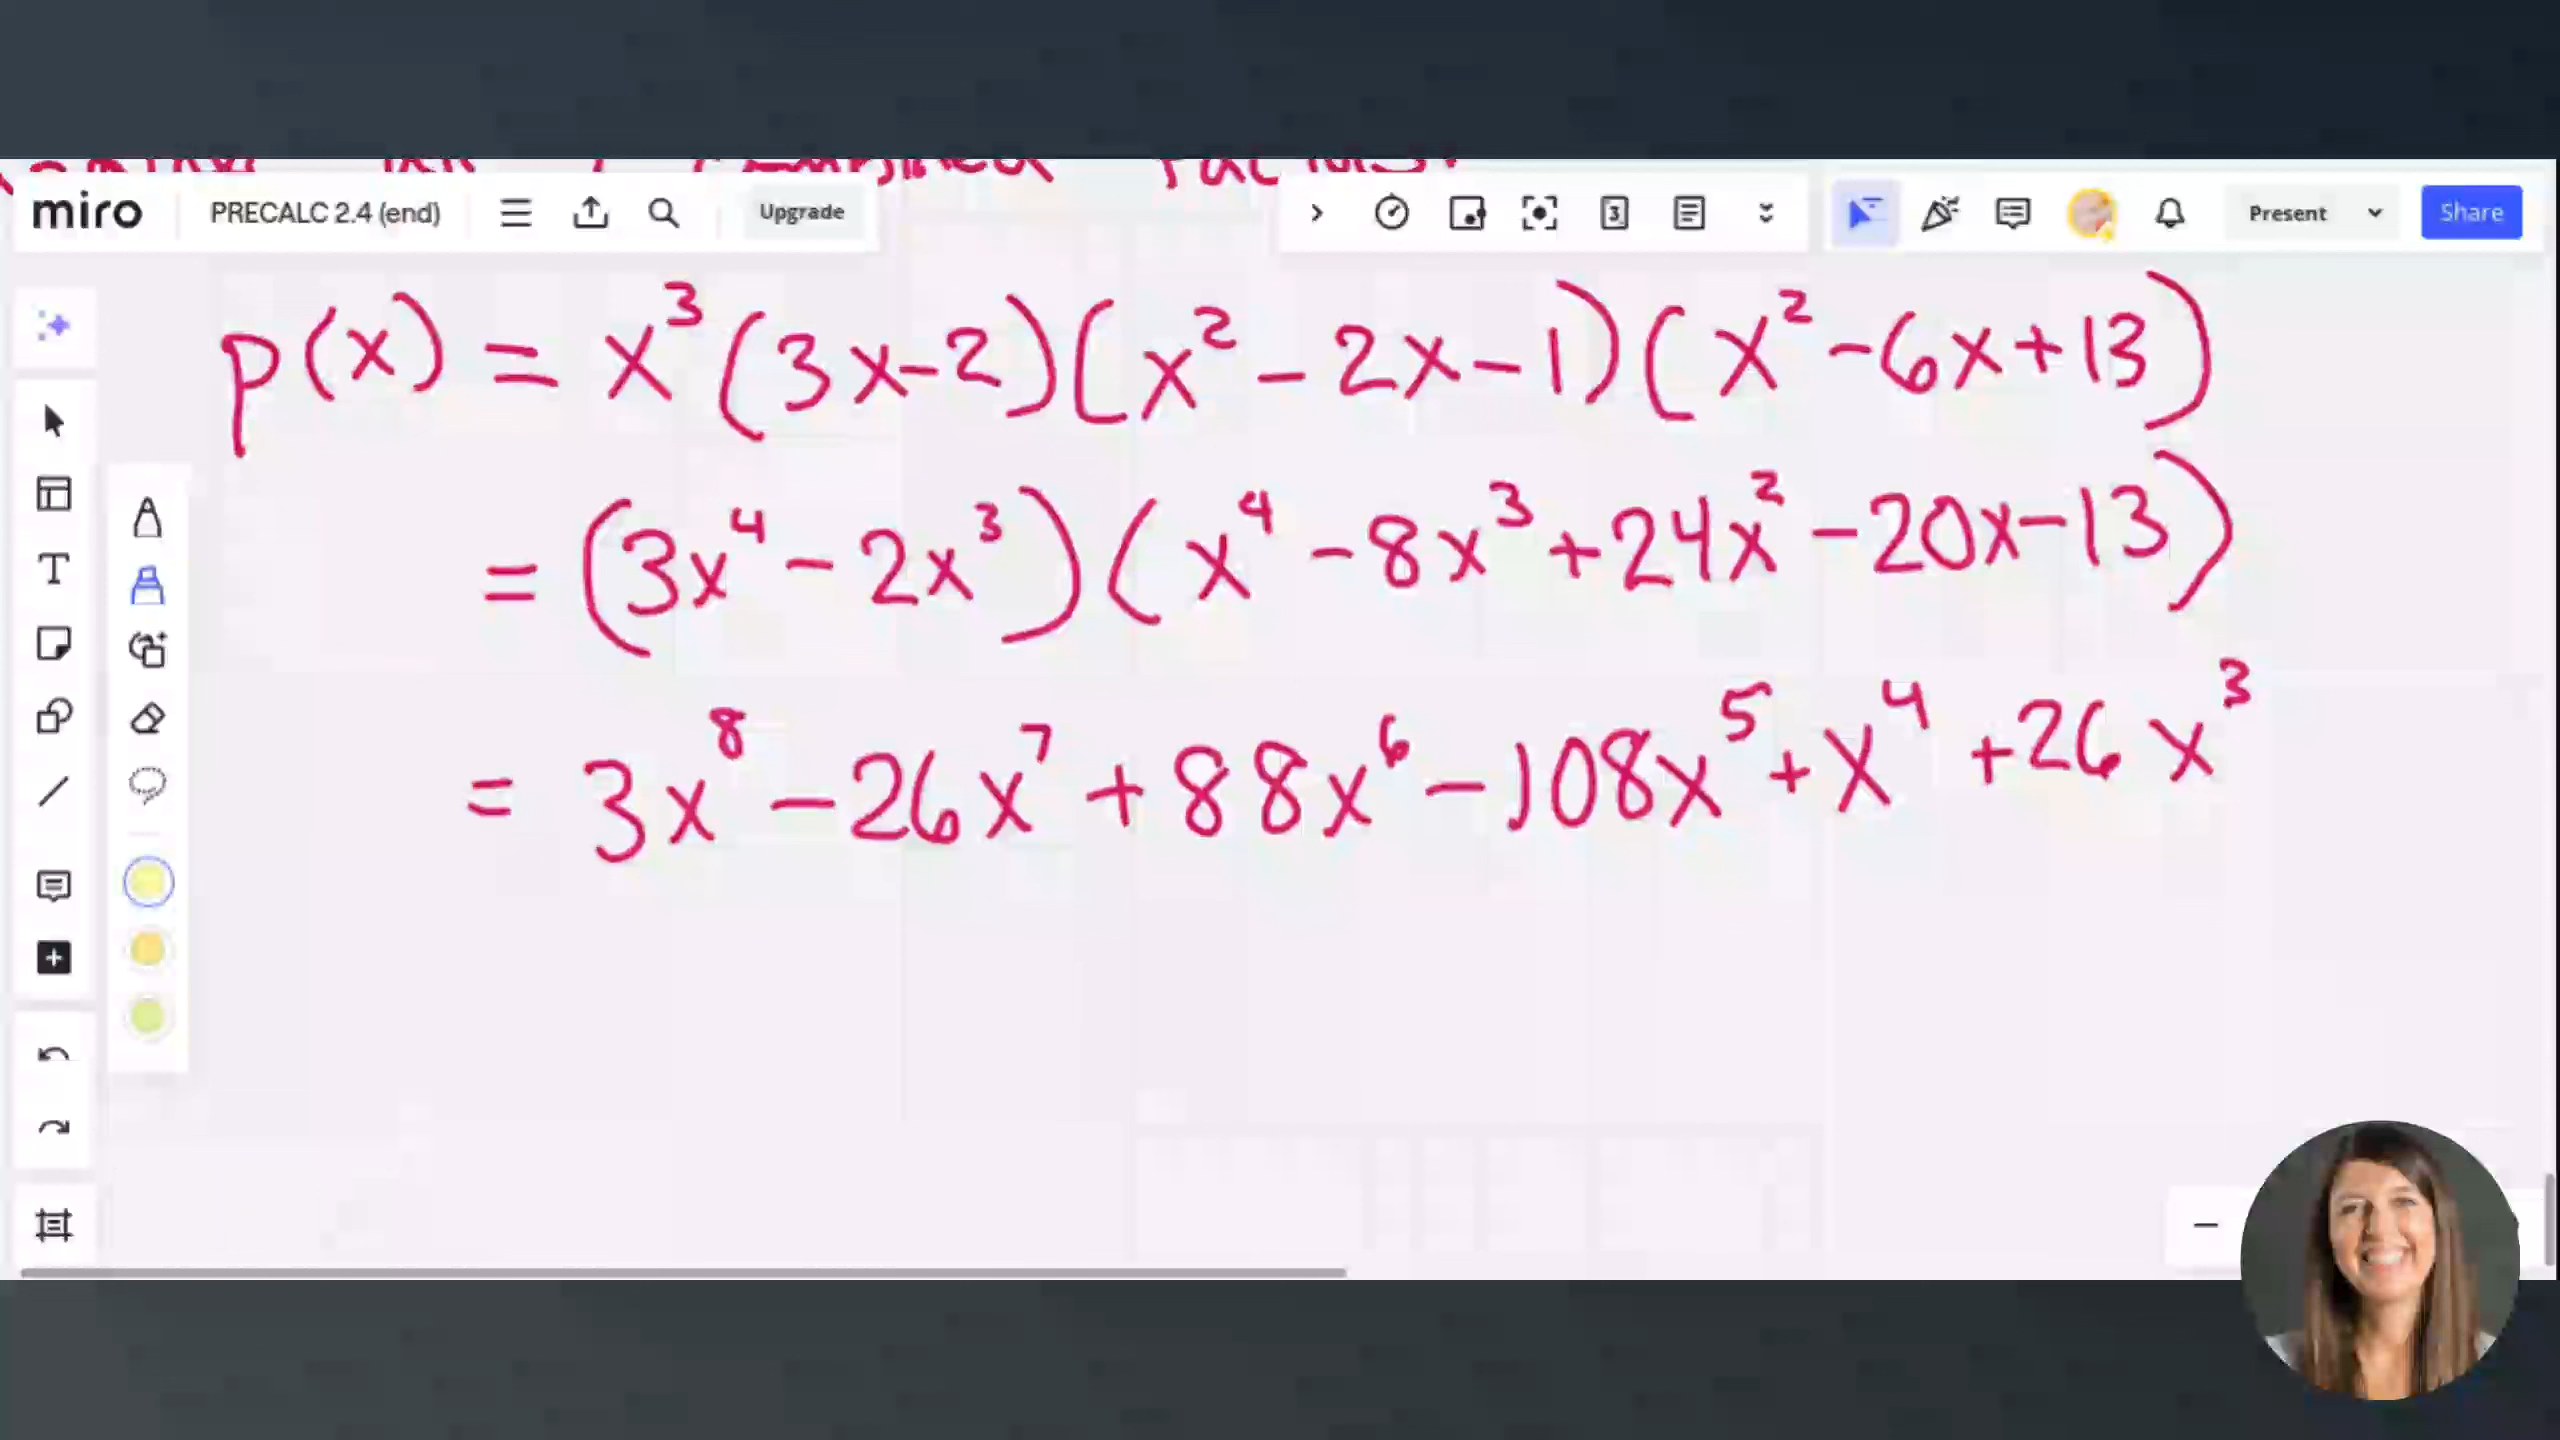 miro PRECALC 2.4 (end) Upgrade 3 Present Share
p(x) = x³(3x-2)(x²-2x-1)(x²-6x+13)
= (3x⁴-2x³)(x⁴-8x³+24x²-20x-13)
= 3x⁸-26x⁷+88x⁶-108x⁵+x⁴+26x³